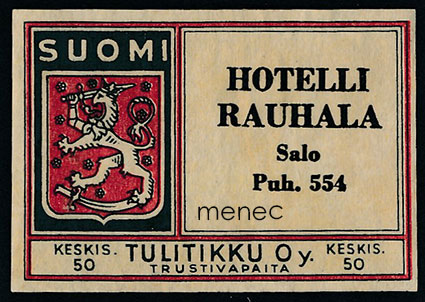 SUOMI
HOTELLI
RAUHALA
Salo
Puh. 554
menec
KESKIS.
50
TULITIKKU Oy.
TRUSTIVAPAITA
KESKIS.
50